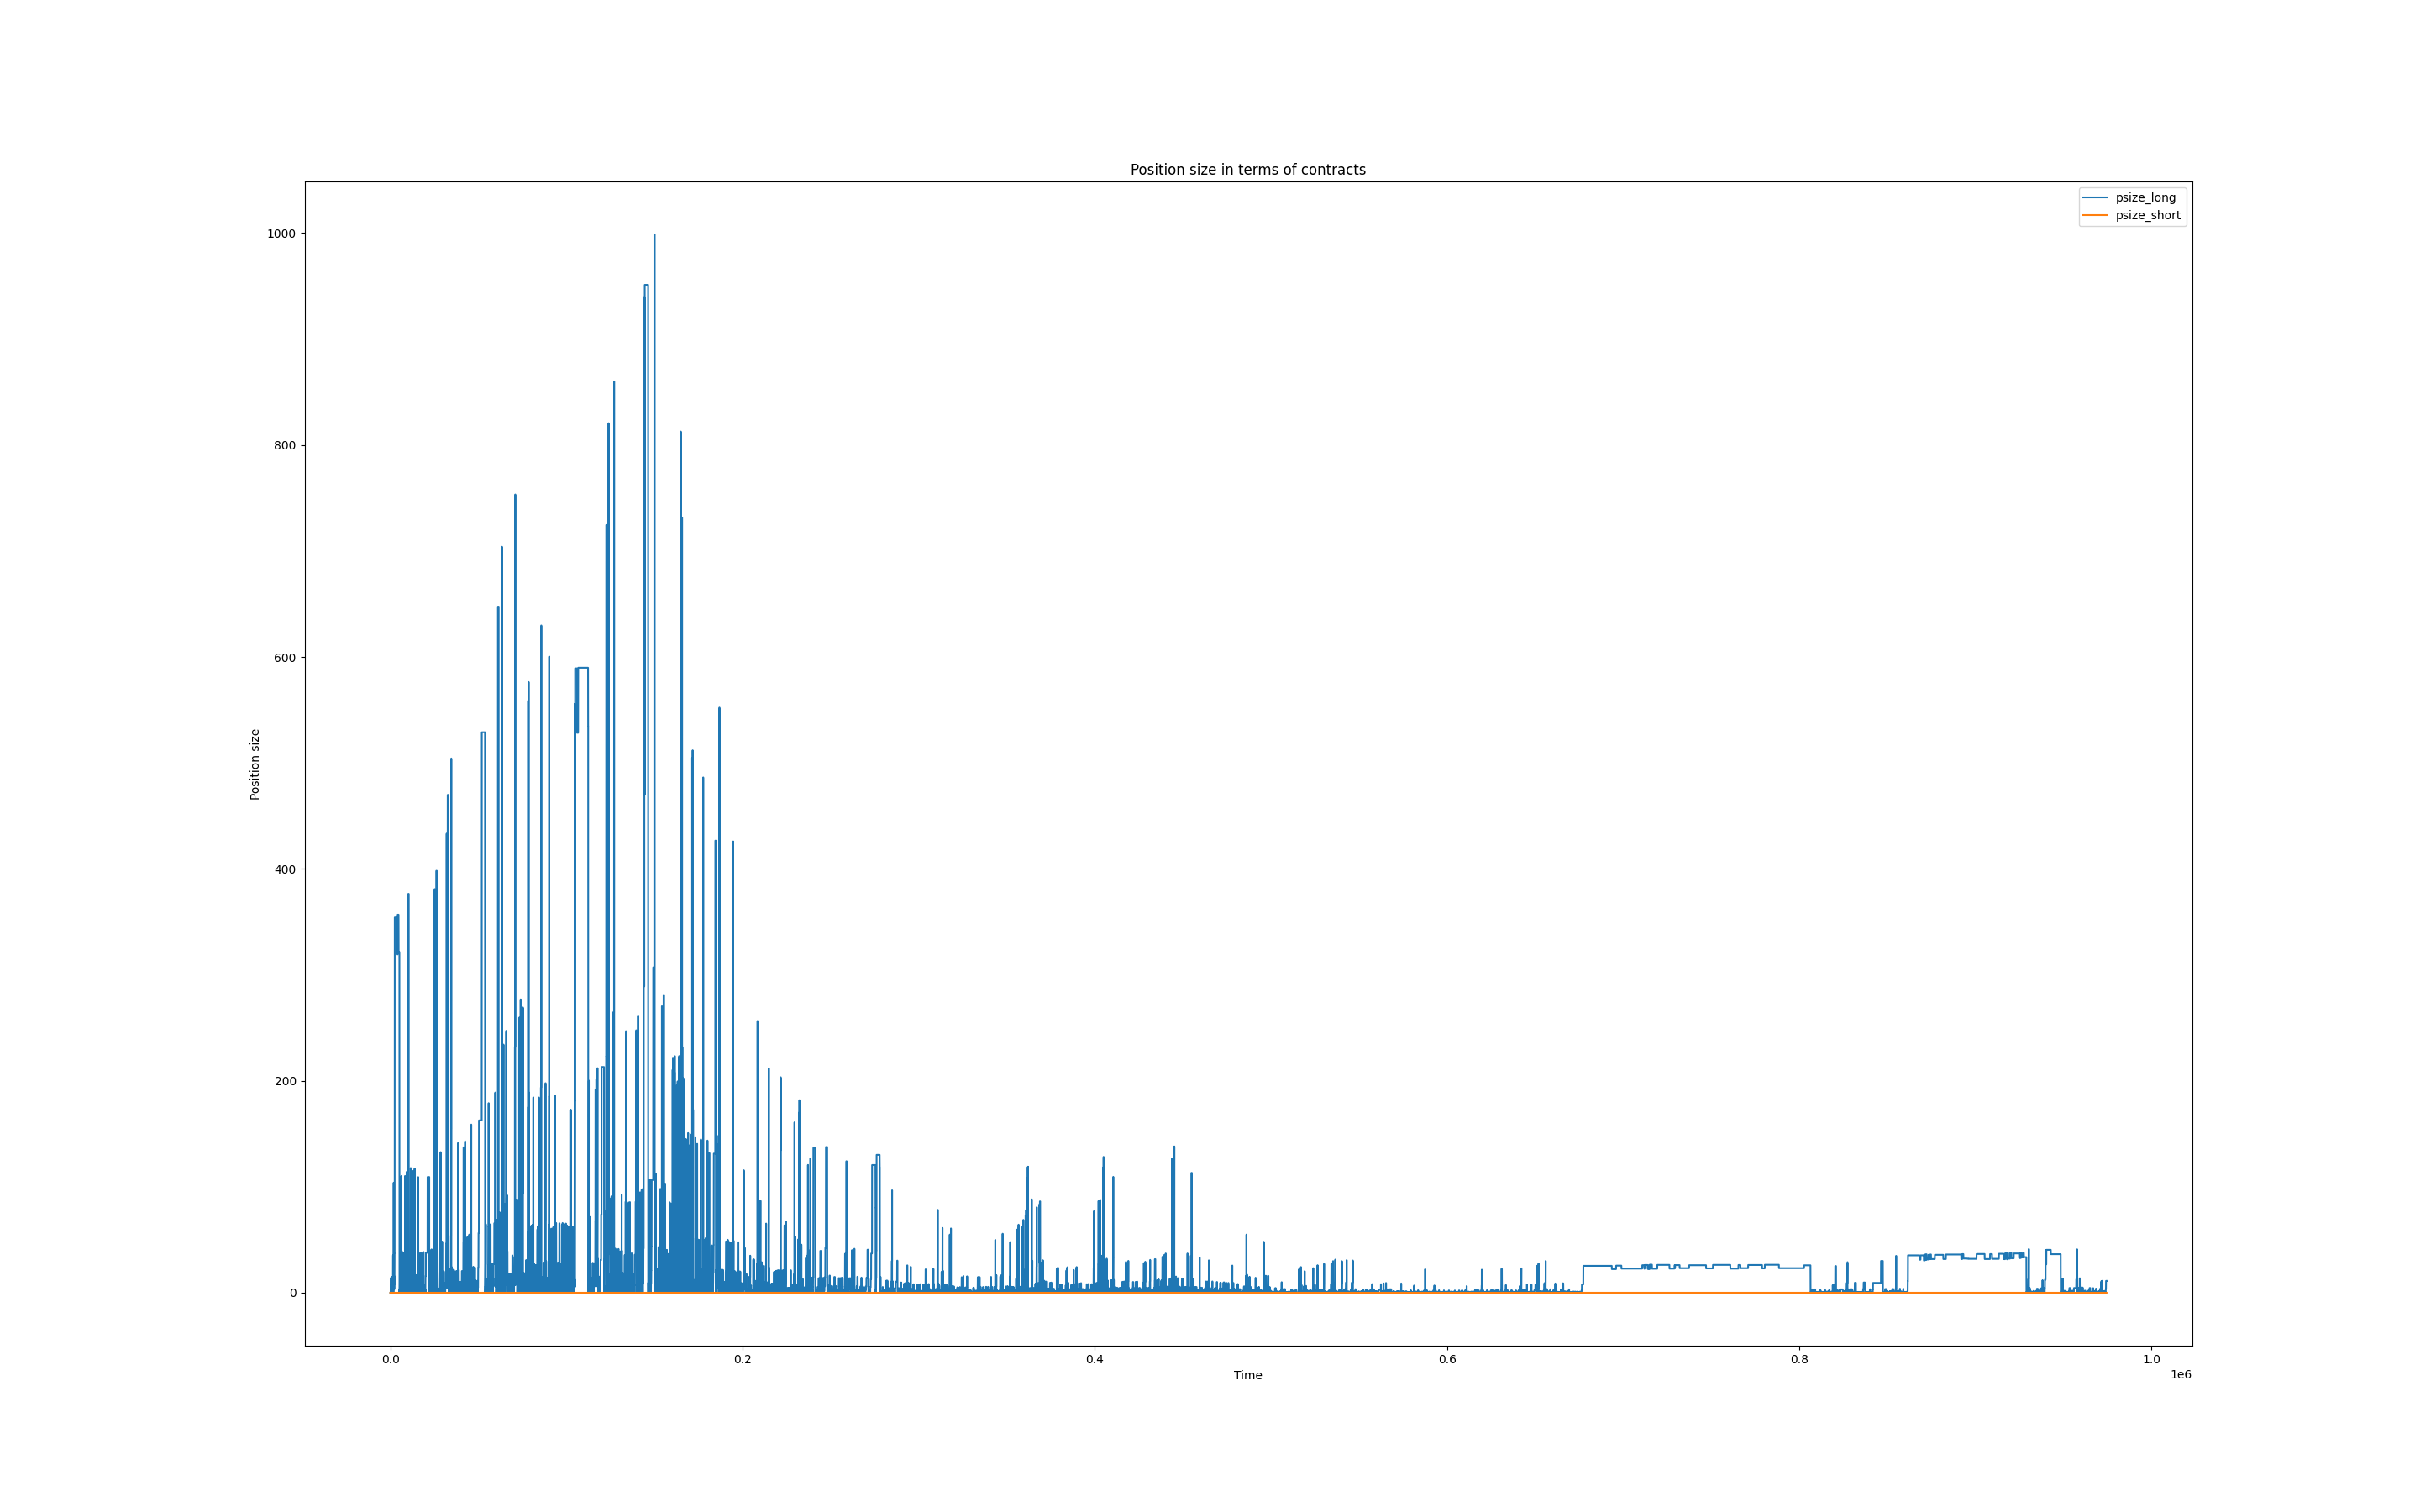 Position size in terms of contracts
psize_long
psize_short
1000
800
600
400
200
0
Position size
0.0 0.2 0.4 0.6 0.8 1.0
Time
1e6